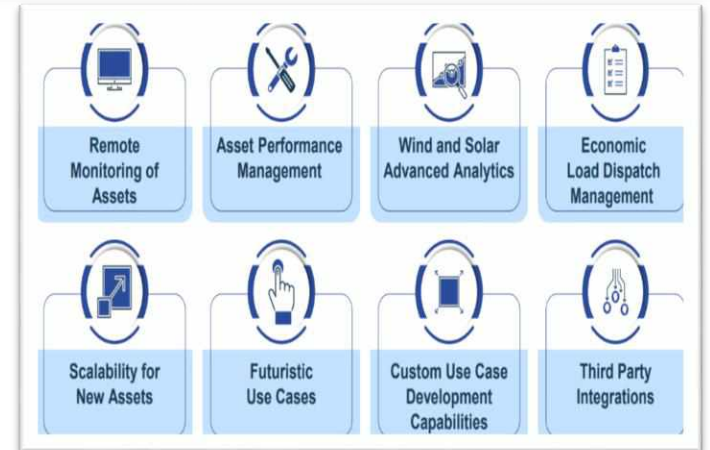 Remote
Monitoring of
Assets
Asset Performance
Management
Wind and Solar
Advanced Analytics
Economic
Load Dispatch
Management
Scalability for
New Assets
Futuristic
Use Cases
Custom Use Case
Development
Capabilities
Third Party
Integrations